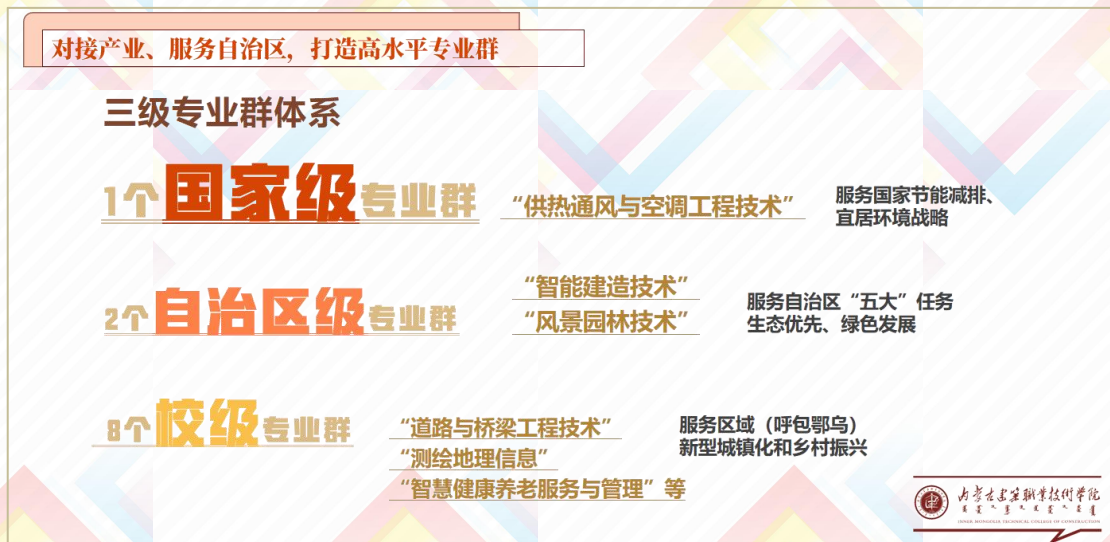 对接产业、服务自治区，打造高水平专业群
三级专业群体系
1个国家级专业群
“供热通风与空调工程技术”
服务国家节能减排、
宜居环境战略
2个自治区级专业群
“智能建造技术”
“风景园林技术”
服务自治区“五大”任务
生态优先、绿色发展
8个校级专业群
“道路与桥梁工程技术”
“测绘地理信息”
“智慧健康养老服务与管理”等
服务区域（呼包鄂乌）
新型城镇化和乡村振兴
内蒙古建筑职业技术学院
INNER MONGOLIA TECHNICAL COLLEGE OF CONSTRUCTION